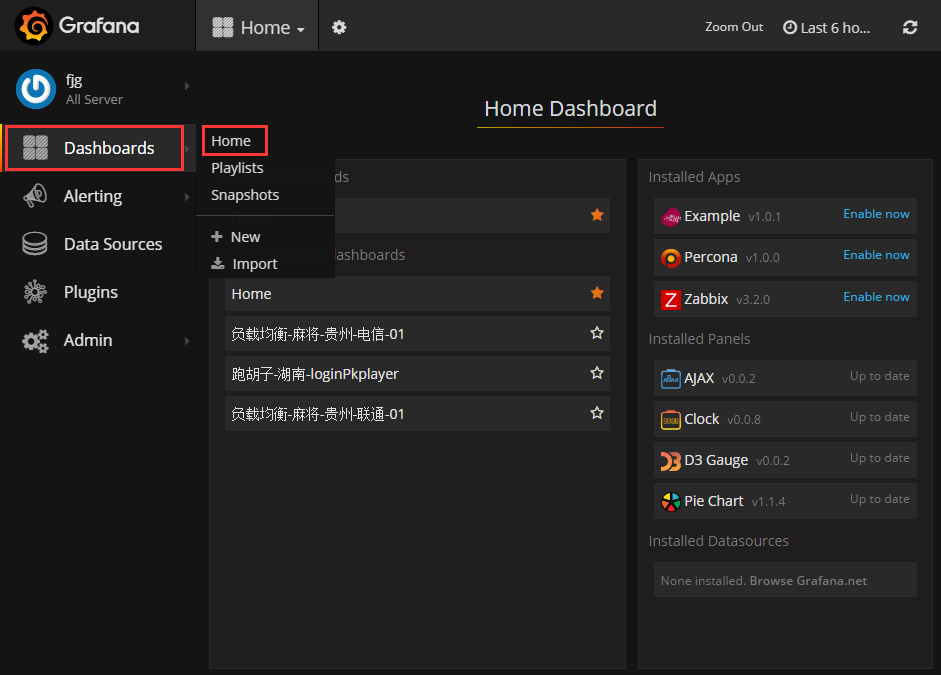 Grafana
Home
Zoom Out
Last 6 ho...
fjg
All Server
Dashboards
Alerting
Data Sources
Plugins
Admin
Home
Playlists
Snapshots
New
Import
Home Dashboard
Home
负载均衡-麻将-贵州-电信-01
跑胡子-湖南-loginPkplayer
负载均衡-麻将-贵州-联通-01
Installed Apps
Example v1.0.1 Enable now
Percona v1.0.0 Enable now
Zabbix v3.2.0 Enable now
Installed Panels
AJAX v0.0.2 Up to date
Clock v0.0.8 Up to date
D3 Gauge v0.0.2 Up to date
Pie Chart v1.1.4 Up to date
Installed Datasources
None installed. Browse Grafana.net